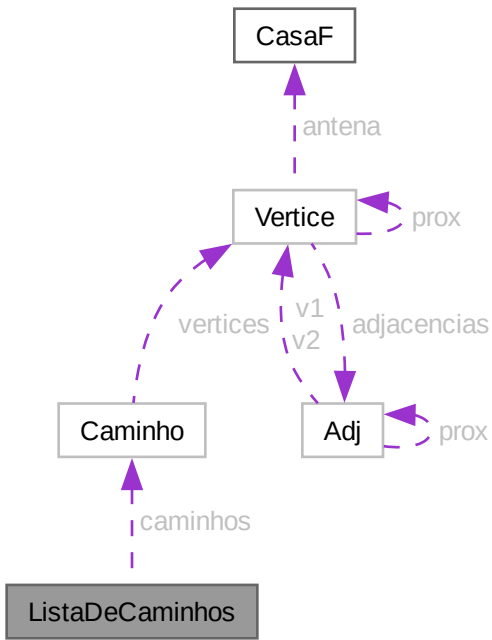 CasaF
antena
Vertice
prox
v1
v2
vertices
adjacencias
Caminho
Adj
prox
caminhos
ListaDeCaminhos